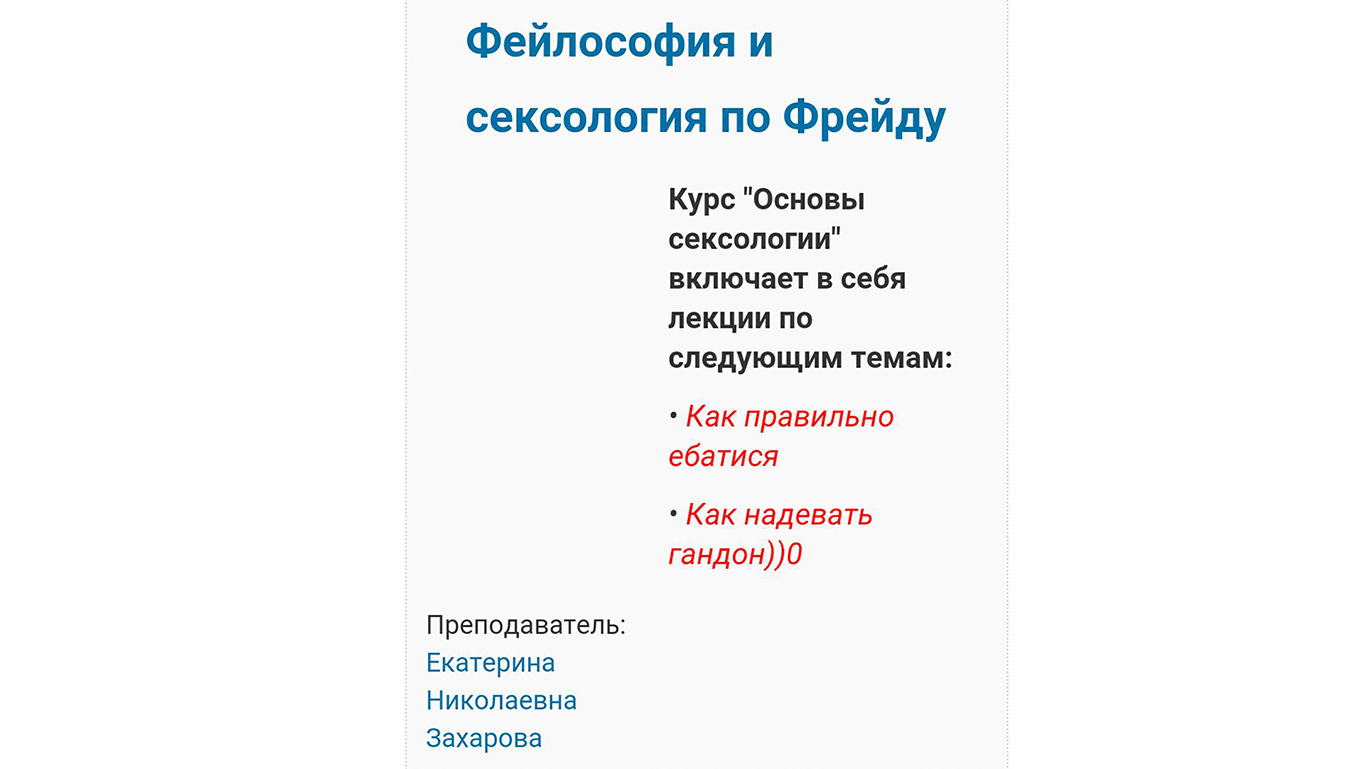 Фейлософия и
сексология по Фрейду
Курс "Основы
сексологии"
включает в себя
лекции по
следующим темам:
• Как правильно
ебатися
• Как надевать
гандон))0
Преподаватель:
Екатерина
Николаевна
Захарова